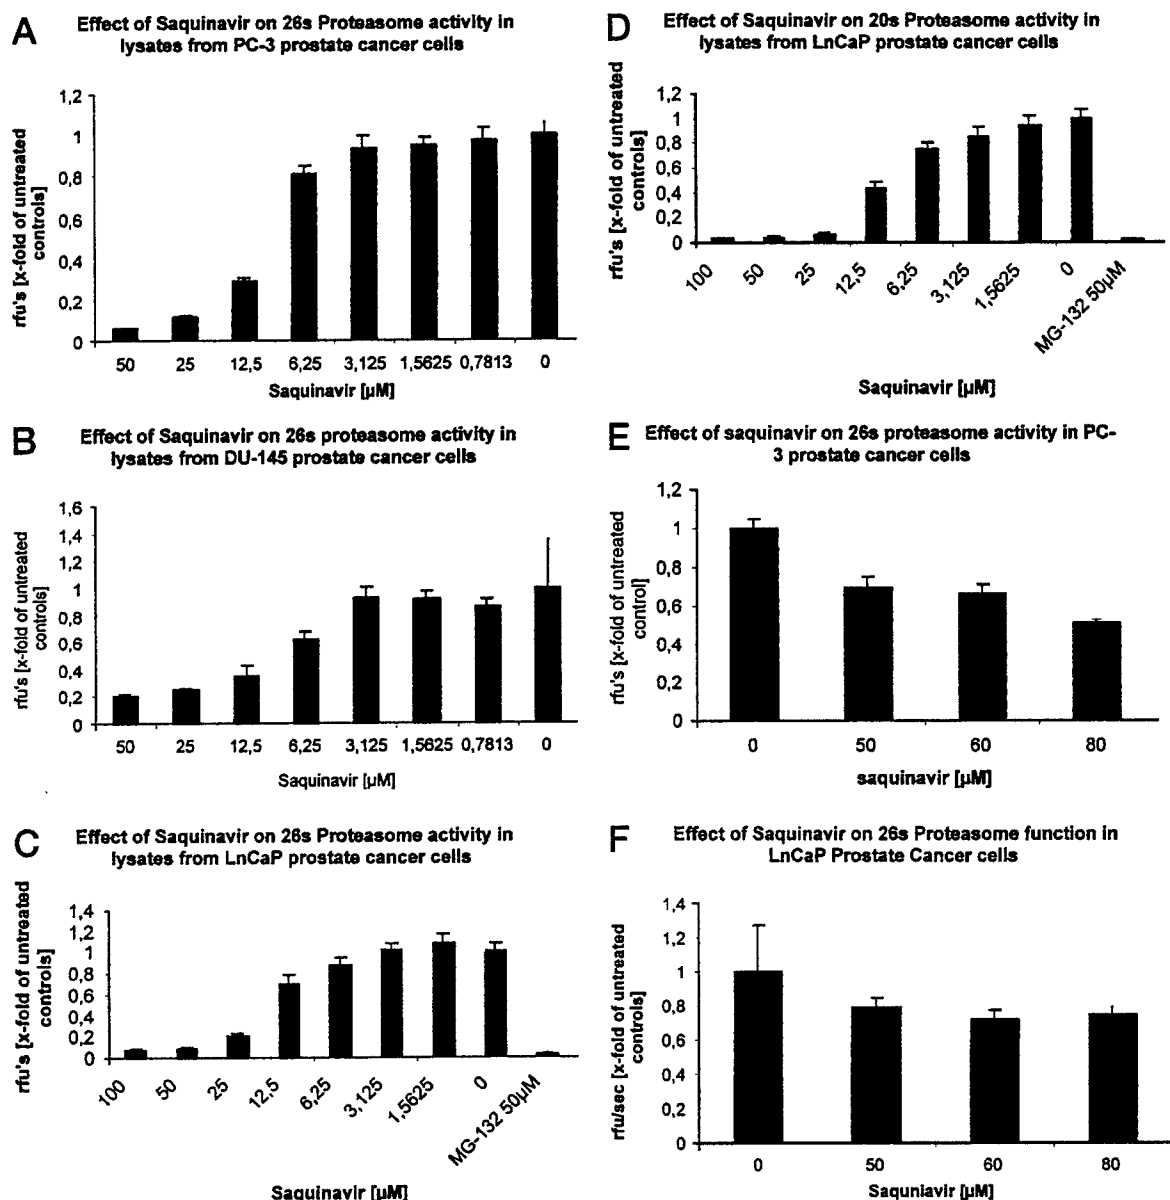 A
Effect of Saquinavir on 26s Proteasome activity in
lysates from PC-3 prostate cancer cells
rfu's [x-fold of untreated
controls]
1,2
1
0,8
0,6
0,4
0,2
0
50 25 12,5 6,25 3,125 1,5625 0,7813 0
Saquinavir [µM]
B
Effect of Saquinavir on 26s proteasome activity in
lysates from DU-145 prostate cancer cells
rfu's [x-fold of untreated
controls]
1,6
1,4
1,2
1
0,8
0,6
0,4
0,2
0
50 25 12,5 6,25 3,125 1,5625 0,7813 0
Saquinavir [µM]
C
Effect of Saquinavir on 26s Proteasome activity in
lysates from LnCaP prostate cancer cells
rfu's [x-fold of untreated
controls]
1,4
1,2
1
0,8
0,6
0,4
0,2
0
100 50 25 12,5 6,25 3,125 1,5625 0 MG-132 50µM
Saquinavir [µM]
D
Effect of Saquinavir on 20s Proteasome activity in
lysates from LnCaP prostate cancer cells
rfu's [x-fold of untreated
controls]
1,2
1
0,8
0,6
0,4
0,2
0
100 50 25 12,5 6,25 3,125 1,5625 0 MG-132 50µM
Saquinavir [µM]
E
Effect of saquinavir on 26s proteasome activity in PC-
3 prostate cancer cells
rfu's [x-fold of untreated
control]
1,2
1
0,8
0,6
0,4
0,2
0
0 50 60 80
saquinavir [µM]
F
Effect of Saquinavir on 26s Proteasome function in
LnCaP Prostate Cancer cells
rfu/sec [x-fold of untreated
controls]
1,4
1,2
1
0,8
0,6
0,4
0,2
0
0 50 60 80
Saquniavir [µM]